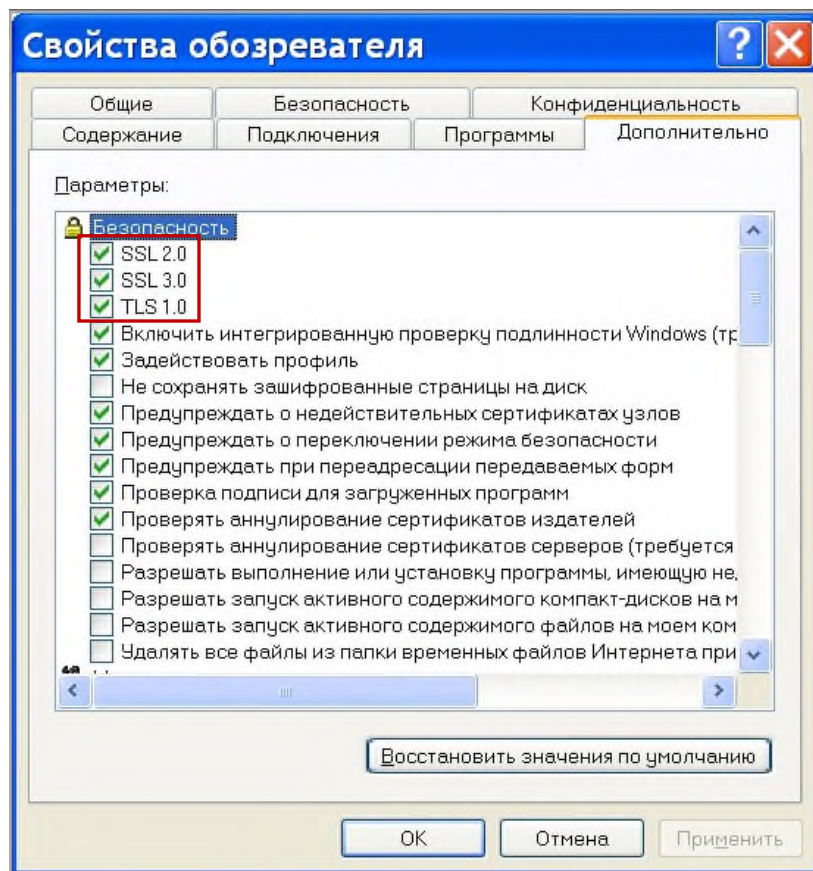 Свойства обозревателя
Общие Безопасность Конфиденциальность
Содержание Подключения Программы Дополнительно
Параметры:
Безопасность
SSL 2.0
SSL 3.0
TLS 1.0
Включить интегрированную проверку подлинности Windows (тр
Задействовать профиль
Не сохранять зашифрованные страницы на диск
Предупреждать о недействительных сертификатах узлов
Предупреждать о переключении режима безопасности
Предупреждать при переадресации передаваемых форм
Проверка подписи для загруженных программ
Проверять аннулирование сертификатов издателей
Проверять аннулирование сертификатов серверов (требуется
Разрешать выполнение или установку программы, имеющую не,
Разрешать запуск активного содержимого компакт-дисков на м
Разрешать запуск активного содержимого файлов на моем ком
Удалять все файлы из папки временных файлов Интернета при
Восстановить значения по умолчанию
ОК Отмена Применить